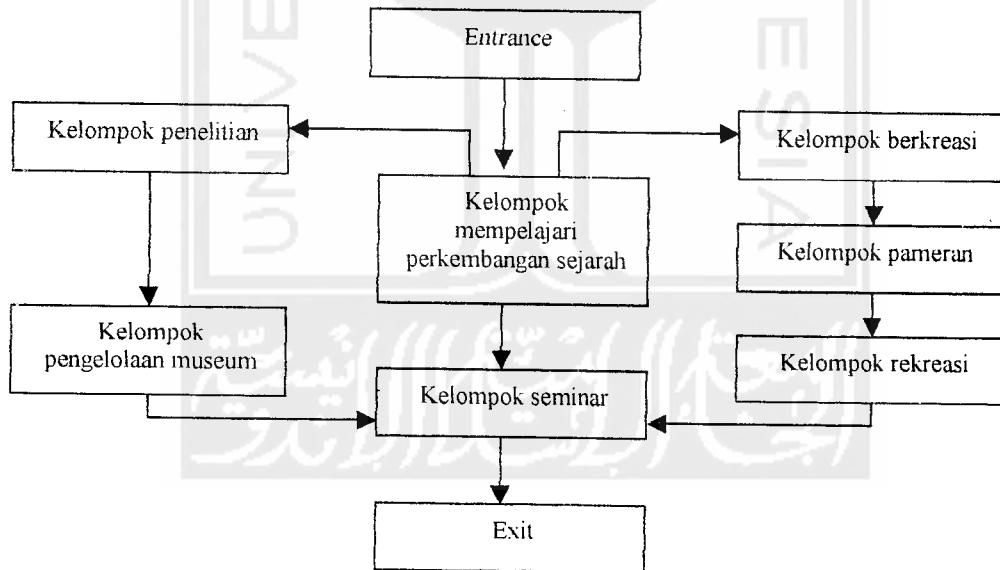 Entrance
Kelompok penelitian
Kelompok berkreasi
Kelompok
mempelajari
perkembangan sejarah
Kelompok pameran
Kelompok
pengelolaan museum
Kelompok rekreasi
Kelompok seminar
Exit
ESIA